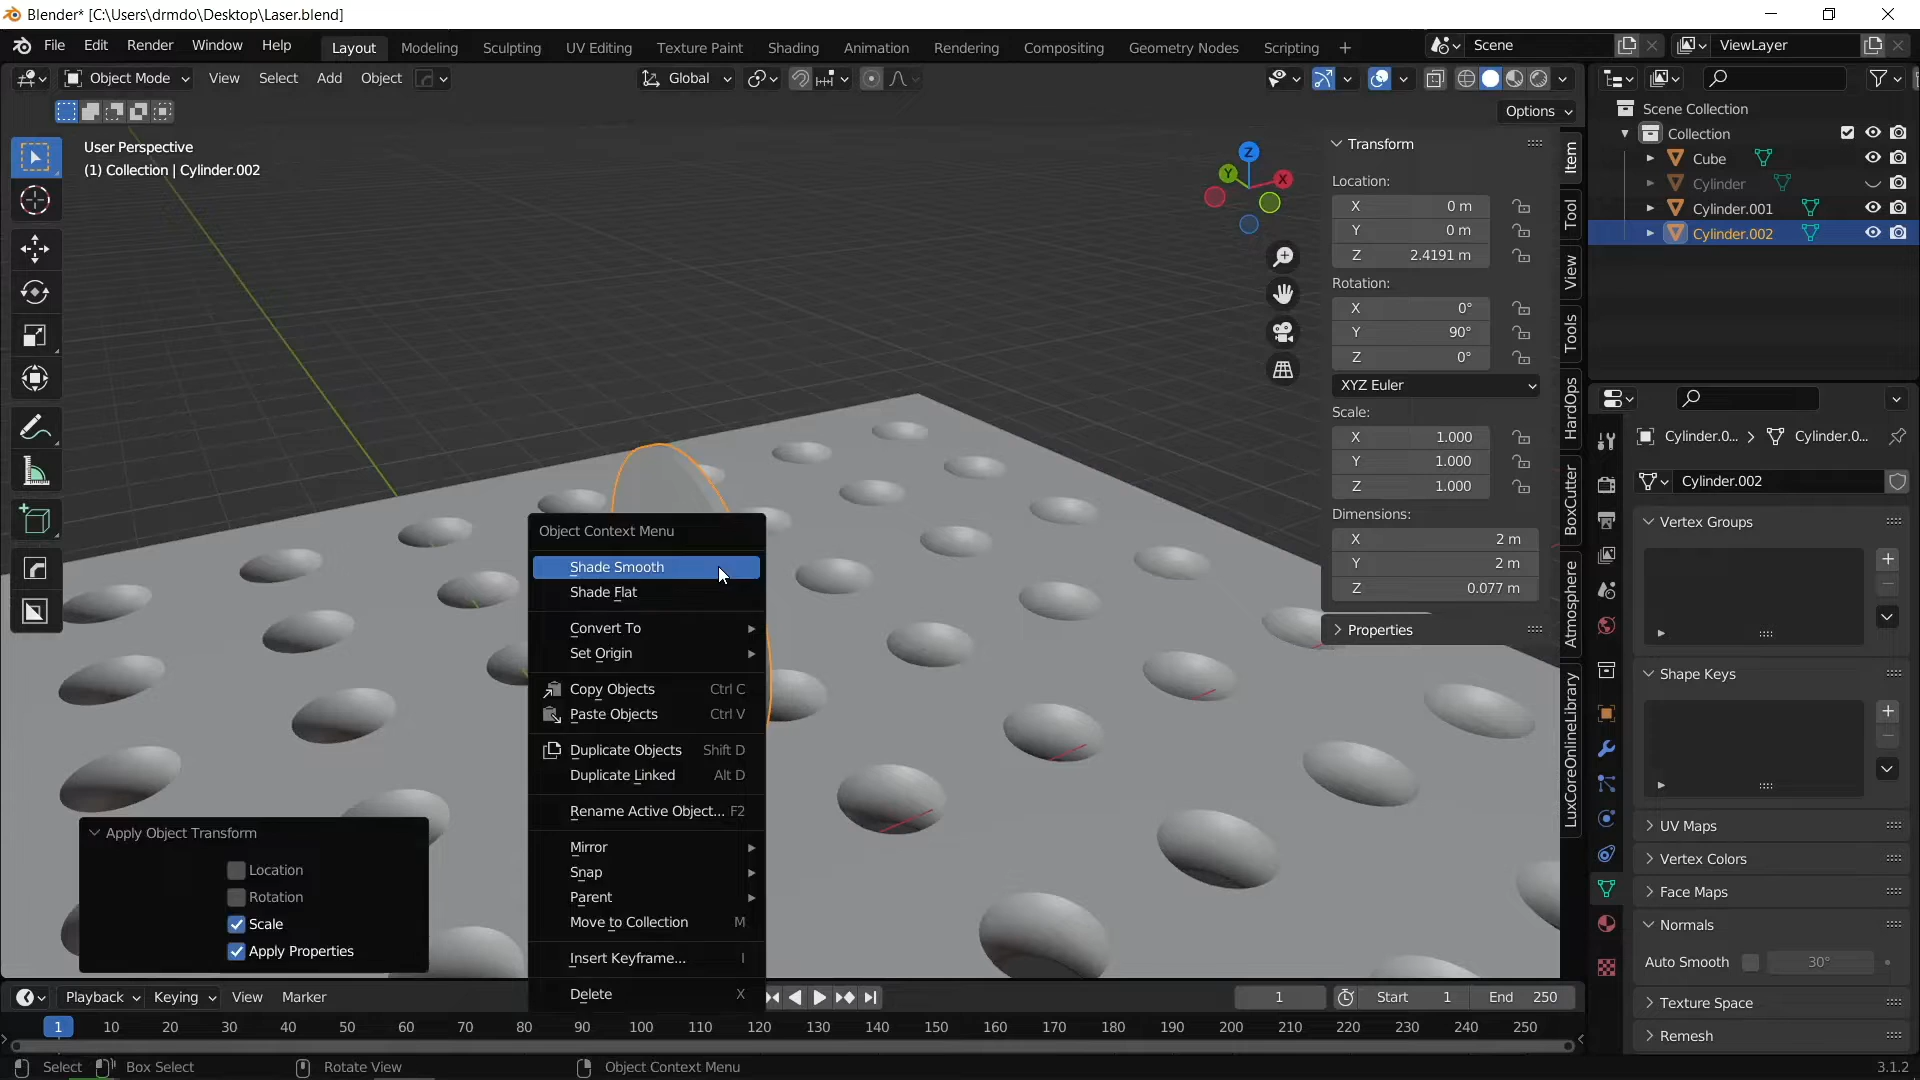 Blender* [C:\Users\drmdo\Desktop\Laser.blend]
File Edit Render Window Help Layout Modeling Sculpting UV Editing Texture Paint Shading Animation Rendering Compositing Geometry Nodes Scripting + Scene ViewLayer
Object Mode View Select Add Object Global
Options
User Perspective
(1) Collection | Cylinder.002
Z
Y
X
Transform
Location:
X 0 m
Y 0 m
Z 2.4191 m
Rotation:
X 0°
Y 90°
Z 0°
XYZ Euler
Scale:
X 1.000
Y 1.000
Z 1.000
Dimensions:
X 2 m
Y 2 m
Z 0.077 m
Properties
Item
Tool
View
Tools
HardOps
BoxCutter
Atmosphere
LuxCoreOnlineLibrary
Object Context Menu
Shade Smooth
Shade Flat
Convert To
Set Origin
Copy Objects Ctrl C
Paste Objects Ctrl V
Duplicate Objects Shift D
Duplicate Linked Alt D
Rename Active Object... F2
Mirror
Snap
Parent
Move to Collection M
Insert Keyframe... I
Delete X
Apply Object Transform
Location
Rotation
Scale
Apply Properties
Scene Collection
Collection
Cube
Cylinder
Cylinder.001
Cylinder.002
Cylinder.0... Cylinder.0...
Cylinder.002
Vertex Groups
Shape Keys
UV Maps
Vertex Colors
Face Maps
Normals
Auto Smooth 30°
Texture Space
Remesh
Playback Keying View Marker 1 Start 1 End 250
1 10 20 30 40 50 60 70 80 90 100 110 120 130 140 150 160 170 180 190 200 210 220 230 240 250
Select Box Select Rotate View Object Context Menu 3.1.2